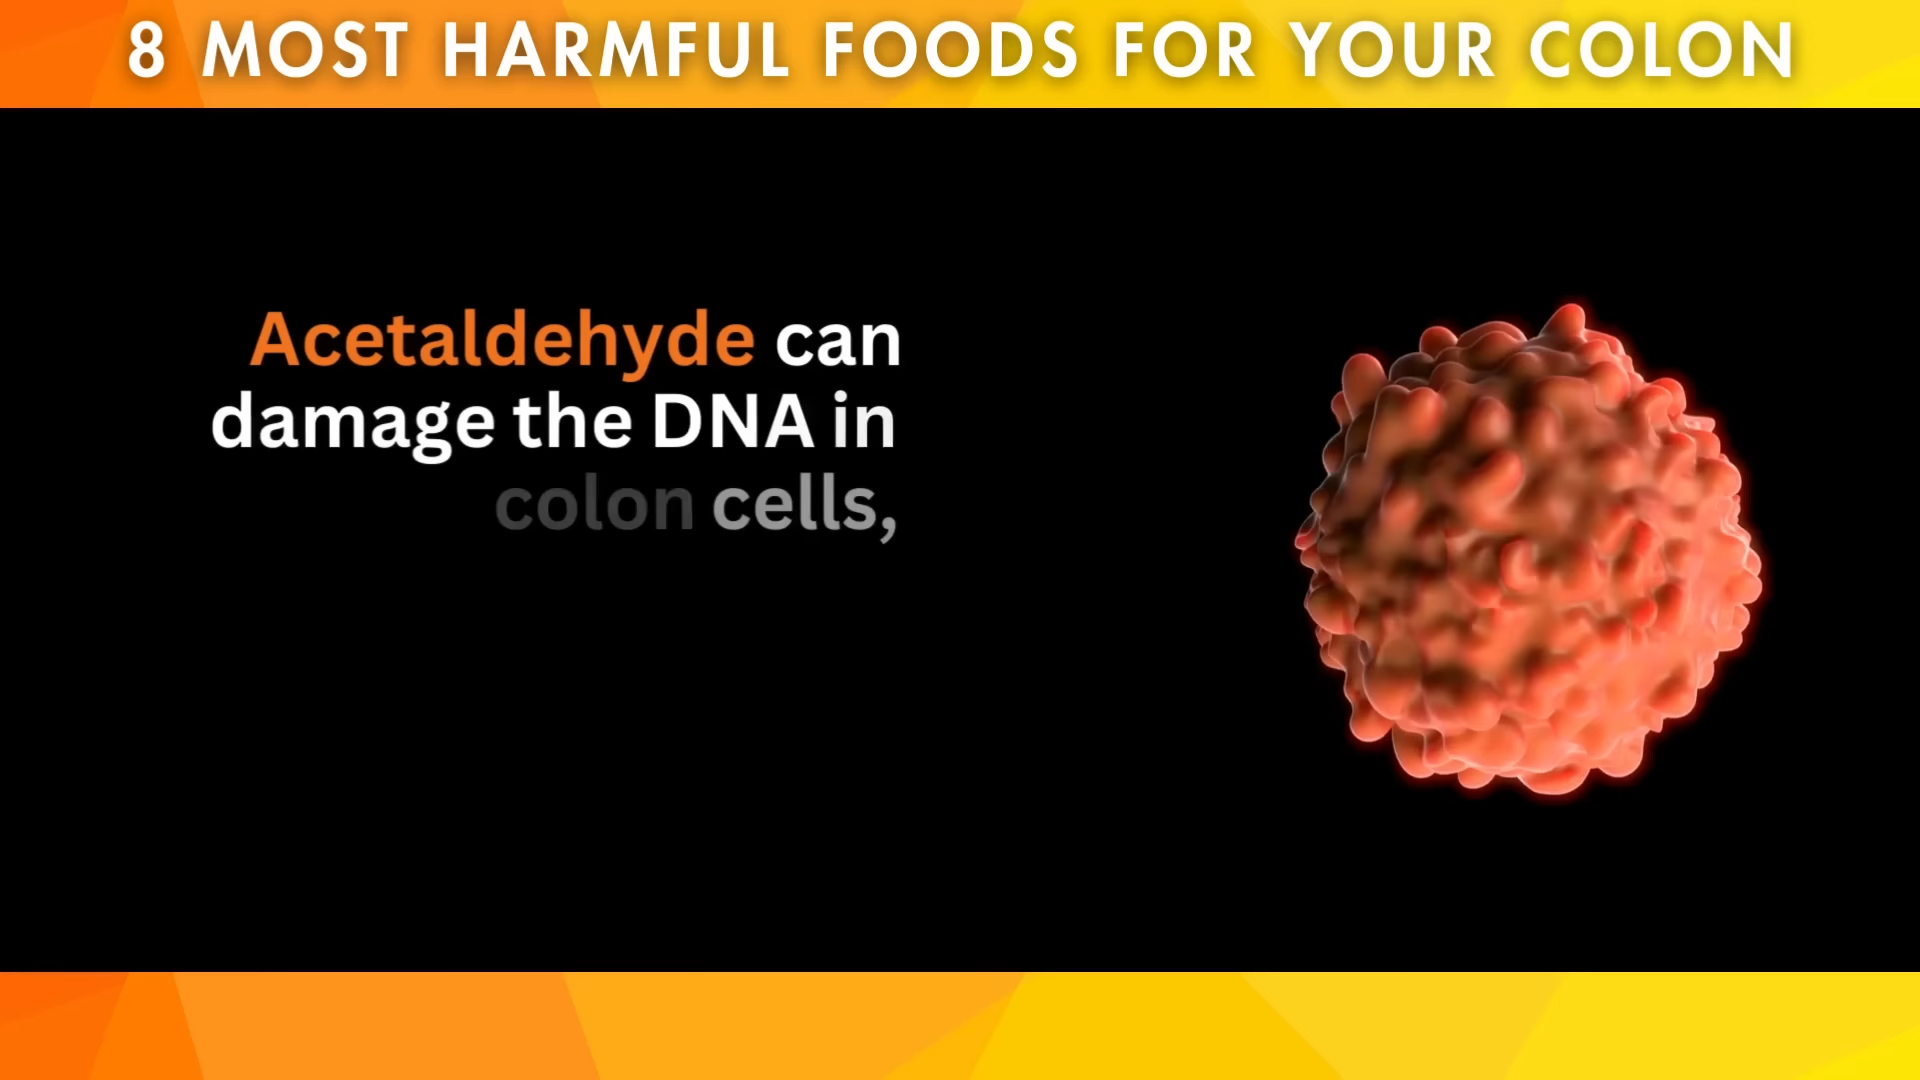 8 MOST HARMFUL FOODS FOR YOUR COLON
Acetaldehyde can
damage the DNA in
colon cells,